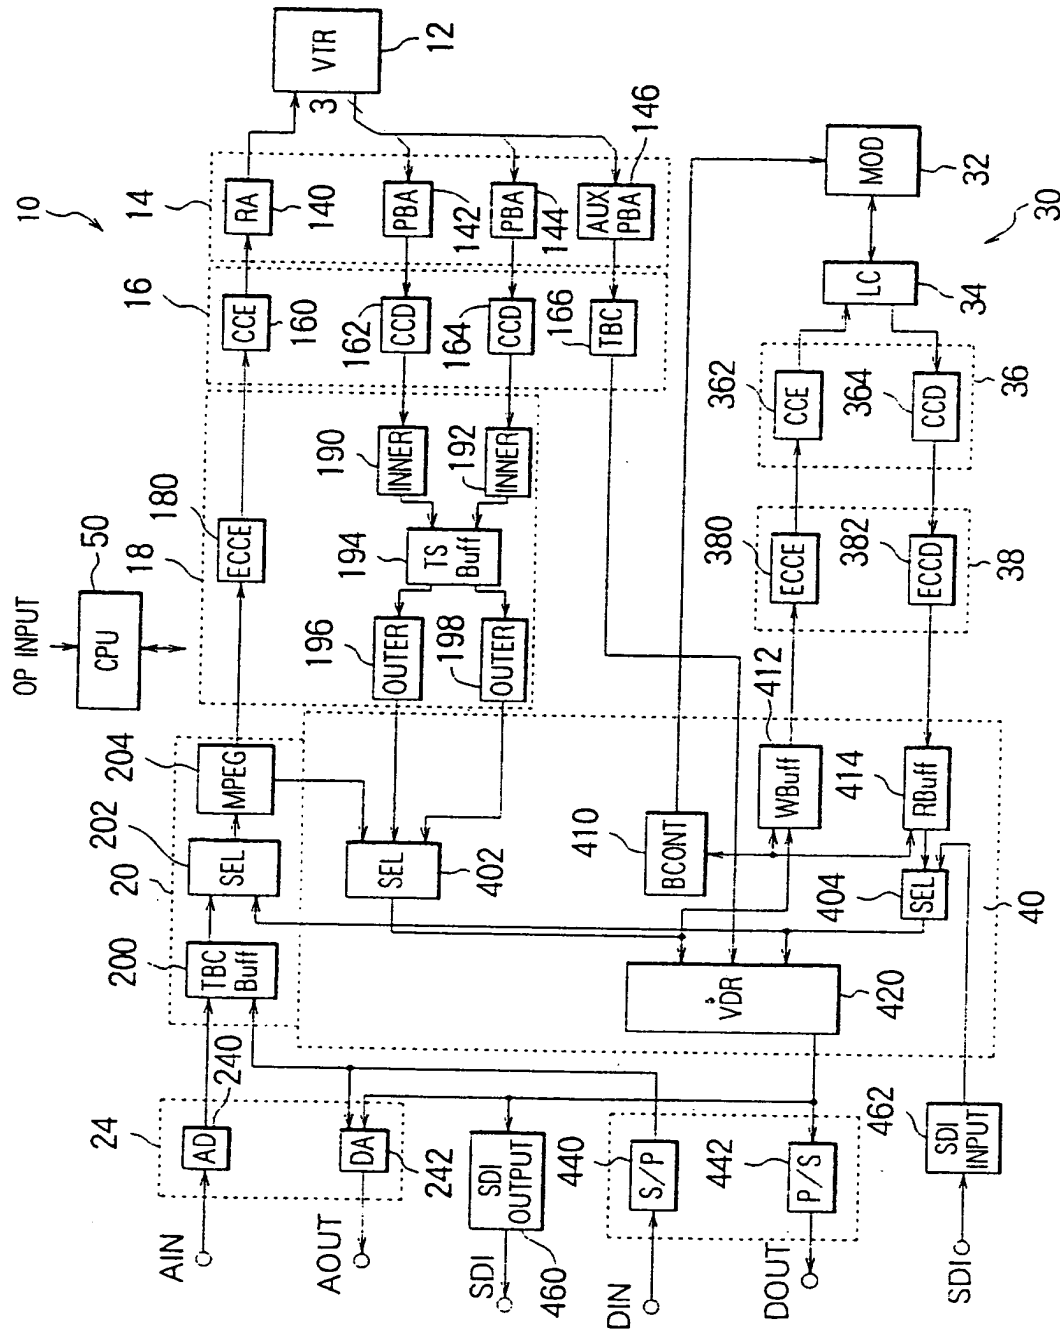 10
14
RA
140
VTR
12
3
PBA
142
PBA
144
AUX
PBA
146
MOD
32
30
16
CCE
160
162
CCD
164
CCD
166
TBC
LC
34
362
CCE
364
CCD
36
18
180
ECCE
190
INNER
192
INNER
194
TS
Buff
196
OUTER
198
OUTER
380
ECCE
382
ECCD
38
OP INPUT
50
CPU
20
204
MPEG
202
SEL
200
TBC
Buff
SEL
402
410
BCONT
412
WBuff
414
RBuff
404
SEL
40
VDR
420
24
240
AD
DA
242
SDI
OUTPUT
460
440
S/P
442
P/S
462
SDI
INPUT
AIN
AOUT
SDI
DIN
DOUT
SDI